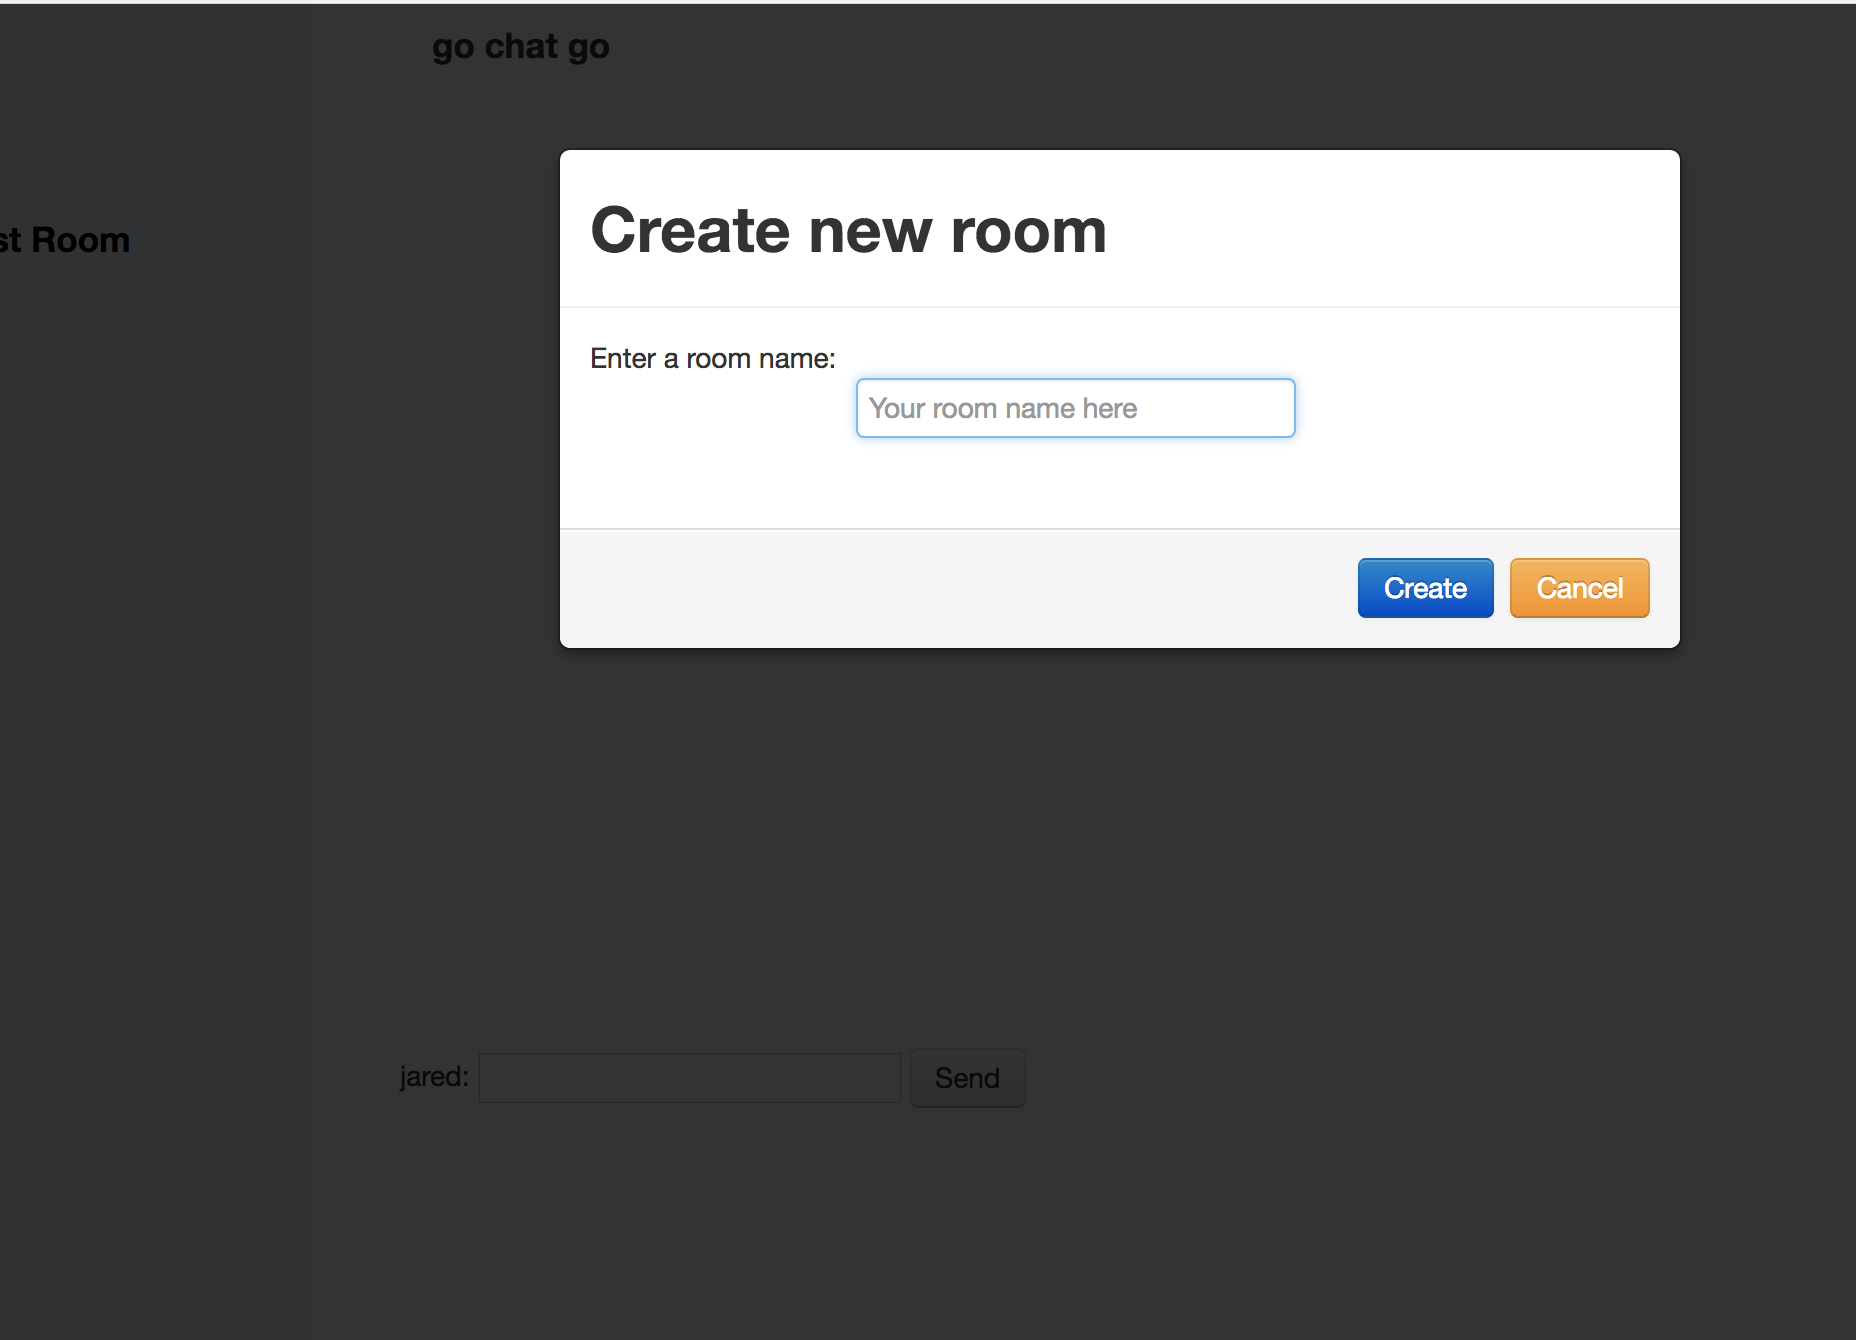 go chat go
st Room
Create new room
Enter a room name:
Your room name here
Create Cancel
jared: Send